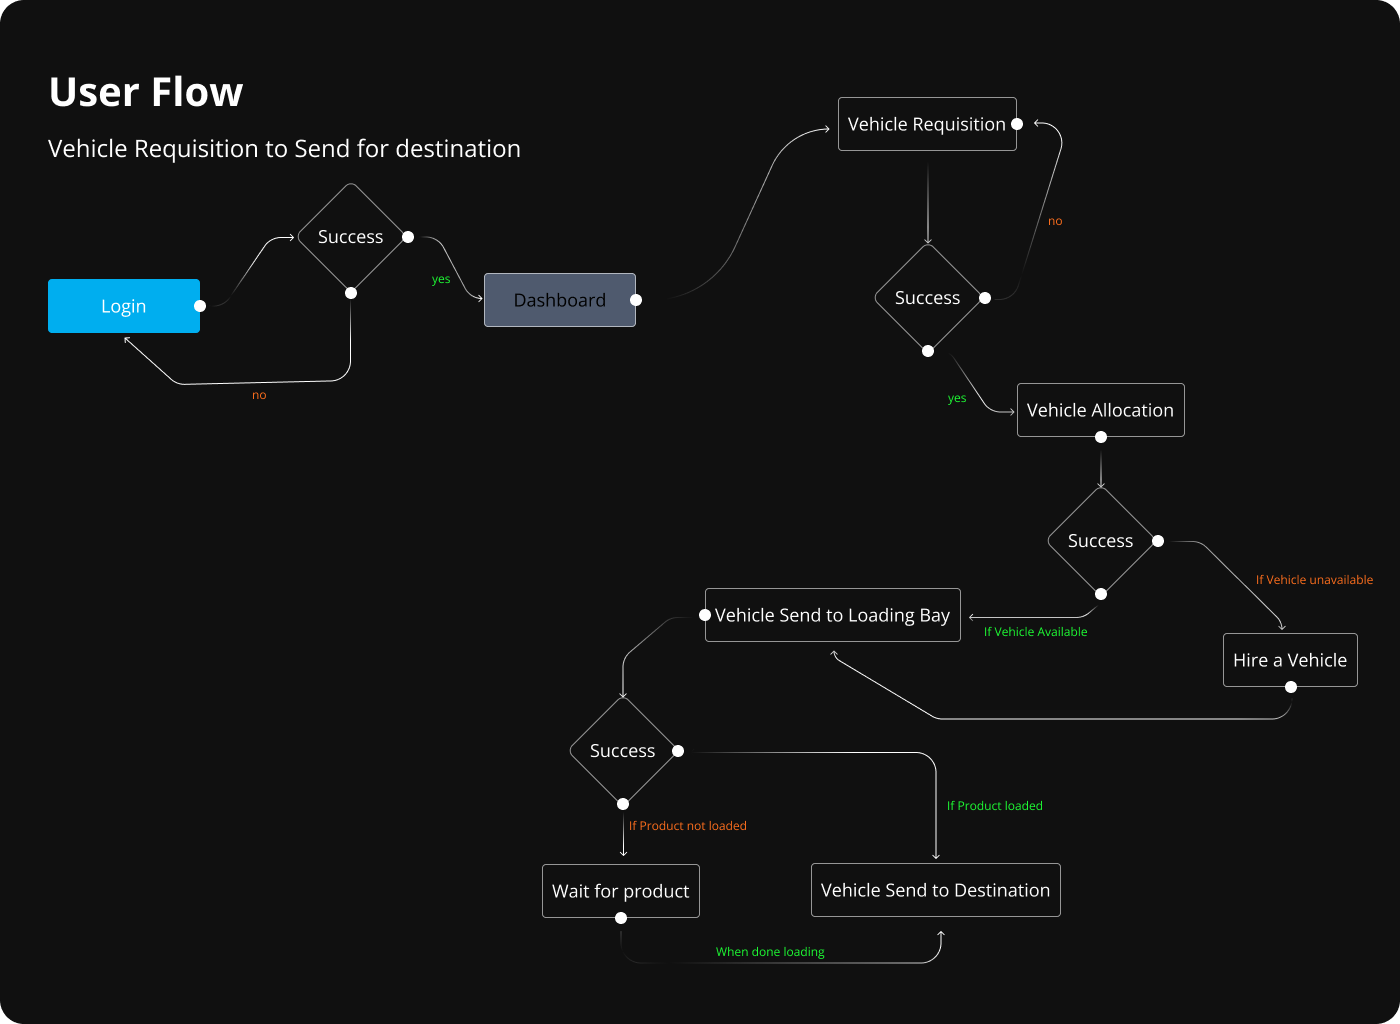 User Flow
Vehicle Requisition to Send for destination
Login
Success
yes
no
Dashboard
Vehicle Requisition
no
Success
yes
Vehicle Allocation
Success
If Vehicle unavailable
If Vehicle Available
Hire a Vehicle
Vehicle Send to Loading Bay
Success
If Product loaded
If Product not loaded
Wait for product
Vehicle Send to Destination
When done loading